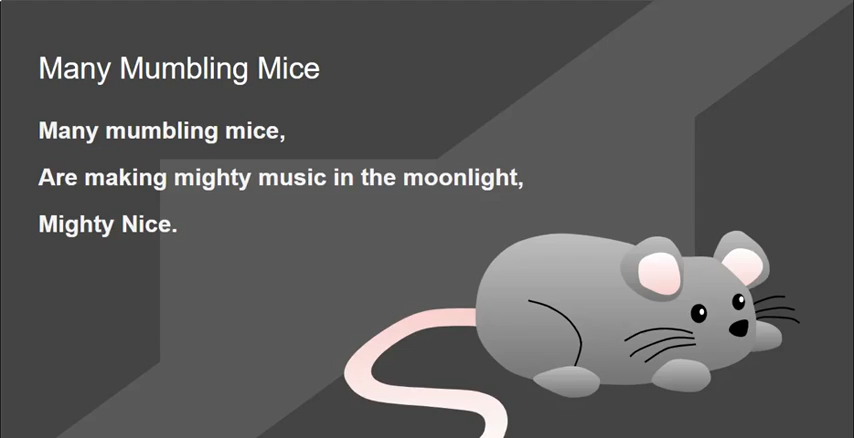 Many Mumbling Mice
Many mumbling mice,
Are making mighty music in the moonlight,
Mighty Nice.